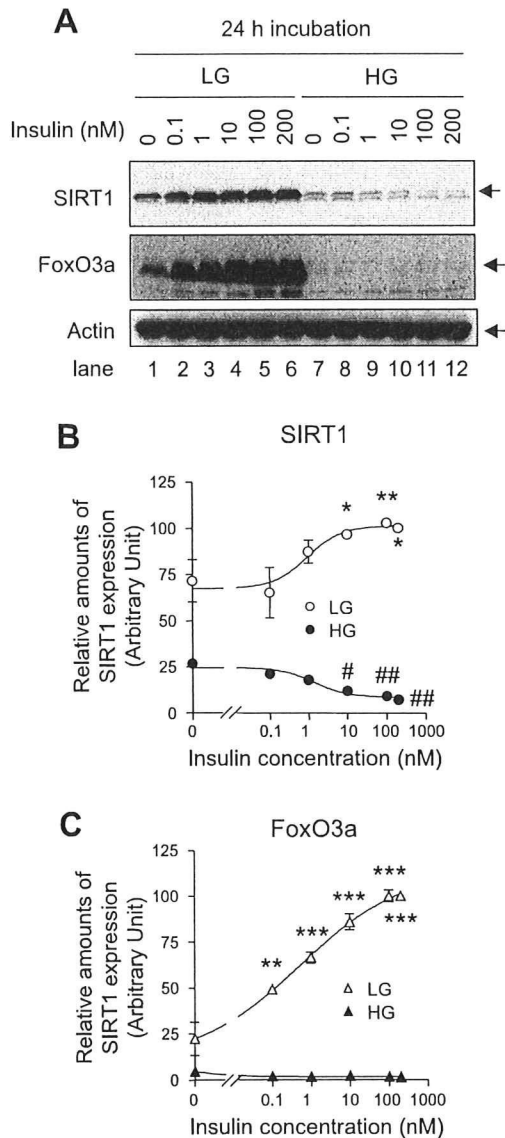 A
24 h incubation
LG HG
Insulin (nM) 0 0.1 1 10 100 200 0 0.1 1 10 100 200
SIRT1
FoxO3a
Actin
lane 1 2 3 4 5 6 7 8 9 10 11 12
B SIRT1
Relative amounts of
SIRT1 expression
(Arbitrary Unit)
125
100
75
50
25
0
* ** *
LG
HG
# ## ##
0 0.1 1 10 100 1000
Insulin concentration (nM)
C FoxO3a
Relative amounts of
SIRT1 expression
(Arbitrary Unit)
125
100
75
50
25
0
** *** *** *** ***
LG
HG
0 0.1 1 10 100 1000
Insulin concentration (nM)